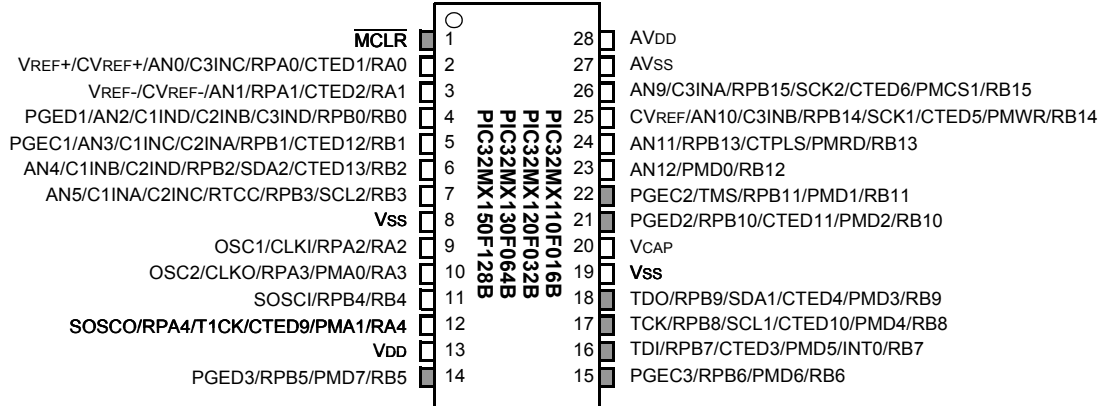 MCLR 1 28 AVDD
VREF+/CVREF+/AN0/C3INC/RPA0/CTED1/RA0 2 27 AVSS
VREF-/CVREF-/AN1/RPA1/CTED2/RA1 3 26 AN9/C3INA/RPB15/SCK2/CTED6/PMCS1/RB15
PGED1/AN2/C1IND/C2INB/C3IND/RPB0/RB0 4 25 CVREF/AN10/C3INB/RPB14/SCK1/CTED5/PMWR/RB14
PGEC1/AN3/C1INC/C2INA/RPB1/CTED12/RB1 5 24 AN11/RPB13/CTPLS/PMRD/RB13
AN4/C1INB/C2IND/RPB2/SDA2/CTED13/RB2 6 23 AN12/PMD0/RB12
AN5/C1INA/C2INC/RTCC/RPB3/SCL2/RB3 7 22 PGEC2/TMS/RPB11/PMD1/RB11
VSS 8 21 PGED2/RPB10/CTED11/PMD2/RB10
OSC1/CLKI/RPA2/RA2 9 20 VCAP
OSC2/CLKO/RPA3/PMA0/RA3 10 19 VSS
SOSCI/RPB4/RB4 11 18 TDO/RPB9/SDA1/CTED4/PMD3/RB9
SOSCO/RPA4/T1CK/CTED9/PMA1/RA4 12 17 TCK/RPB8/SCL1/CTED10/PMD4/RB8
VDD 13 16 TDI/RPB7/CTED3/PMD5/INT0/RB7
PGED3/RPB5/PMD7/RB5 14 15 PGEC3/RPB6/PMD6/RB6
PIC32MX110F016B
PIC32MX120F032B
PIC32MX130F064B
PIC32MX150F128B